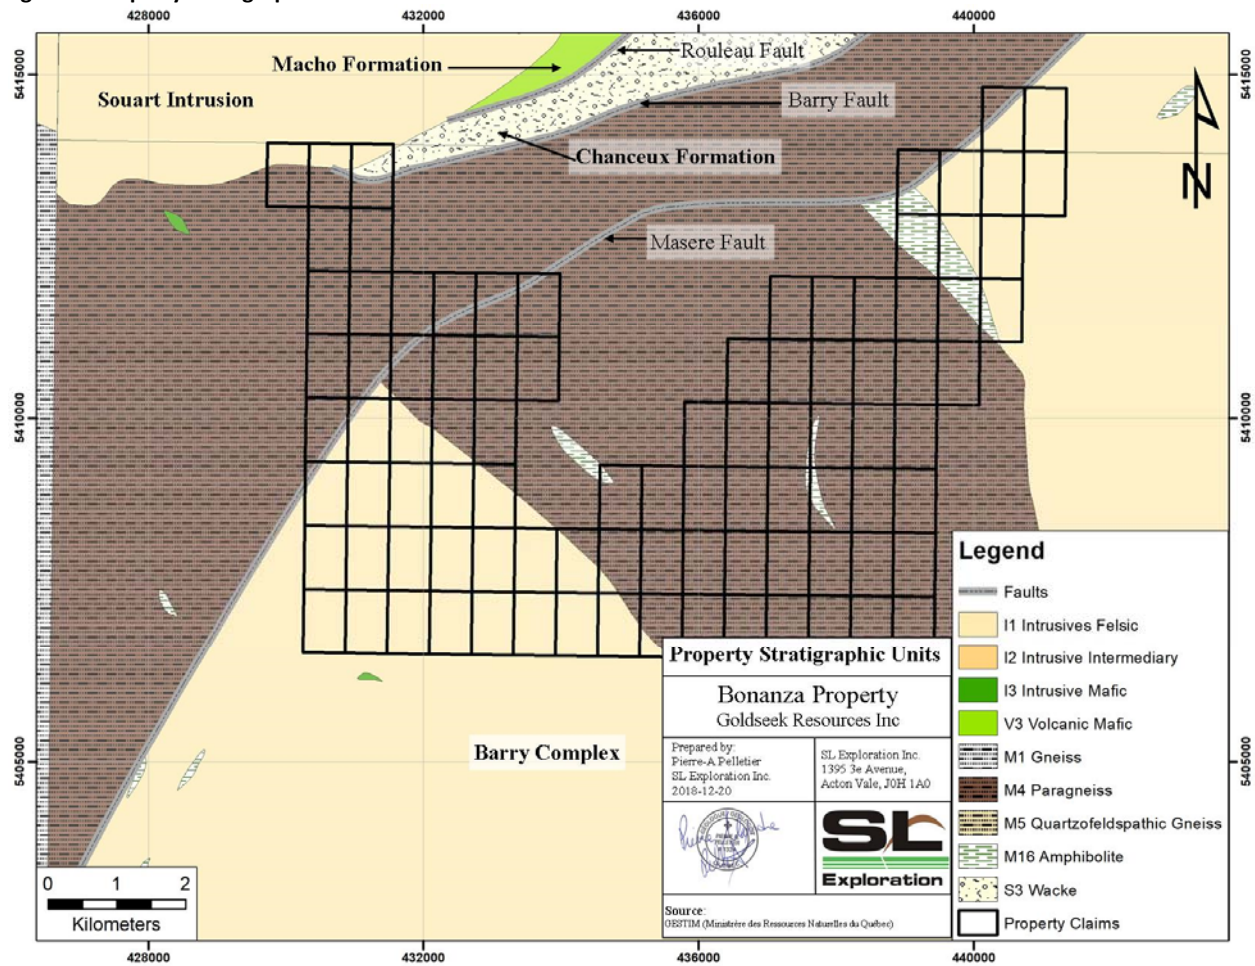 428000
432000
436000
440000
5415000
5415000
Rouleau Fault
Macho Formation
Souart Intrusion
Barry Fault
Chanceux Formation
N
Masere Fault
5410000
5410000
Legend
Faults
I1 Intrusives Felsic
I2 Intrusive Intermediary
I3 Intrusive Mafic
V3 Volcanic Mafic
M1 Gneiss
M4 Paragneiss
M5 Quartzofeldspathic Gneiss
M16 Amphibolite
S3 Wacke
Property Claims
Property Stratigraphic Units
Bonanza Property
Goldseek Resources Inc
Prepared by:
Pierre-A Pelletier
SL Exploration Inc.
2018-12-20
SL Exploration Inc.
1395 3e Avenue,
Acton Vale, J0H 1A0
SL
Exploration
Source:
GESTIM (Ministrère des Ressources Naturelles du Québec)
Barry Complex
5405000
5405000
0 1 2
Kilometers
428000
432000
436000
440000